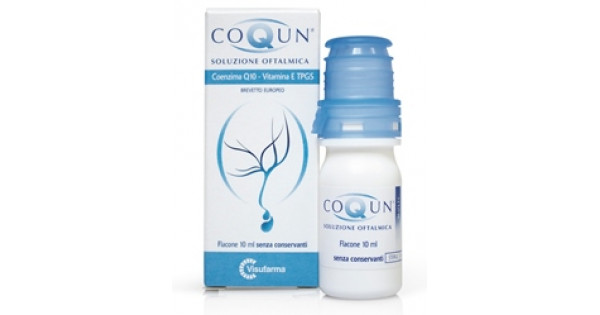 COQUN®
SOLUZIONE OFTALMICA
Coenzima Q10 - Vitamina E TPGS
BREVETTO EUROPEO
Flacone 10 ml senza conservanti
Visufarma
COQUN®
SOLUZIONE OFTALMICA
Flacone 10 ml
senza conservanti